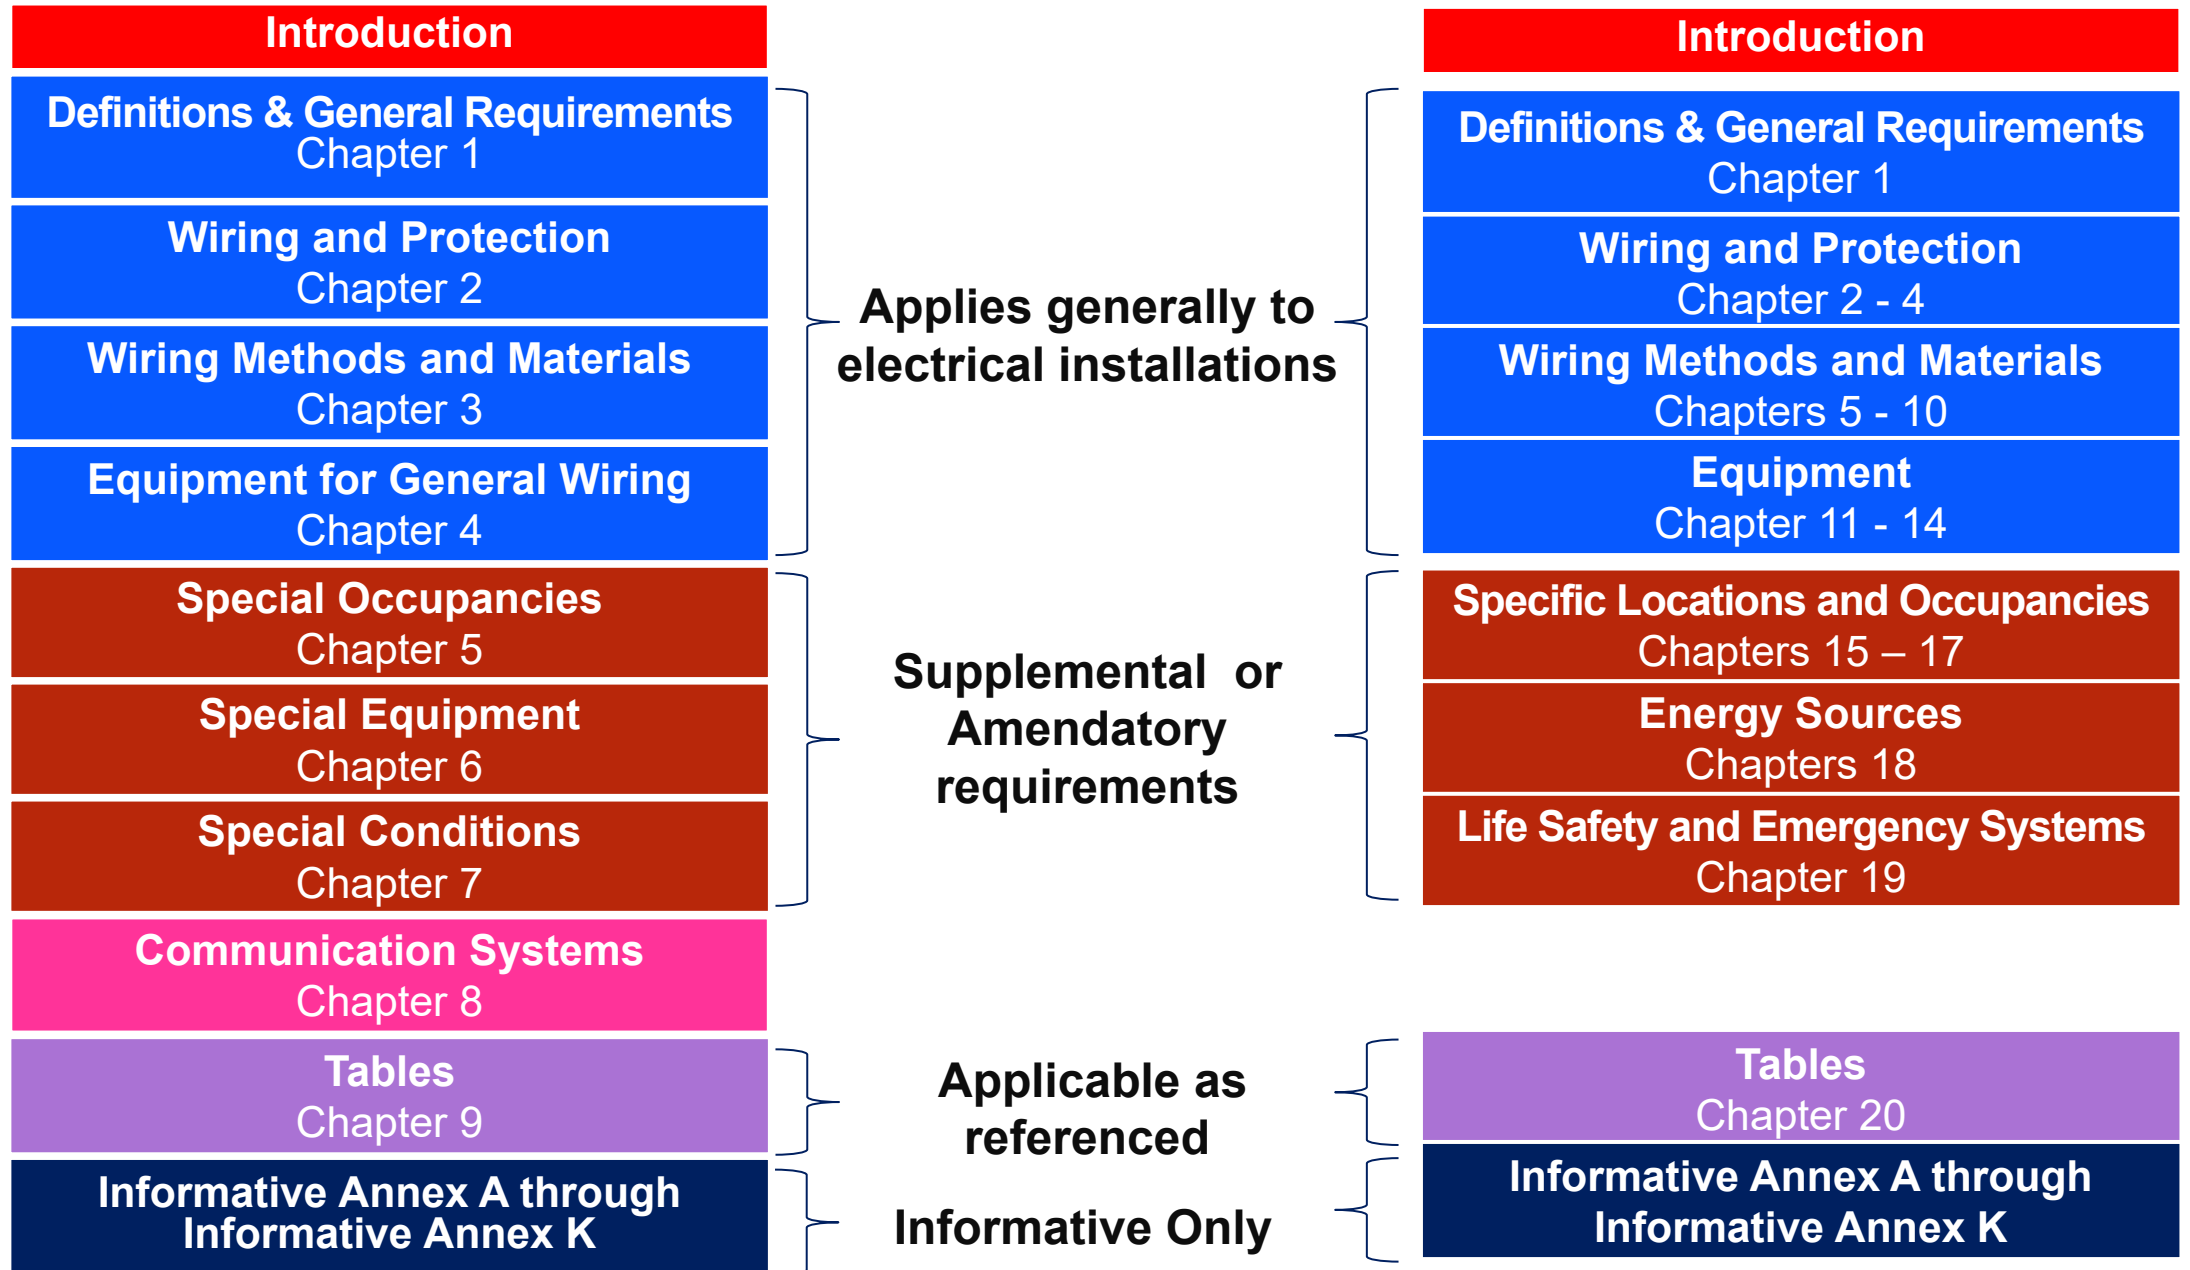 Introduction
Definitions & General Requirements
Chapter 1
Wiring and Protection
Chapter 2
Wiring Methods and Materials
Chapter 3
Equipment for General Wiring
Chapter 4
Special Occupancies
Chapter 5
Special Equipment
Chapter 6
Special Conditions
Chapter 7
Communication Systems
Chapter 8
Tables
Chapter 9
Informative Annex A through
Informative Annex K
Applies generally to
electrical installations
Supplemental or
Amendatory
requirements
Applicable as
referenced
Informative Only
Introduction
Definitions & General Requirements
Chapter 1
Wiring and Protection
Chapter 2 - 4
Wiring Methods and Materials
Chapters 5 - 10
Equipment
Chapter 11 - 14
Specific Locations and Occupancies
Chapters 15 – 17
Energy Sources
Chapters 18
Life Safety and Emergency Systems
Chapter 19
Tables
Chapter 20
Informative Annex A through
Informative Annex K